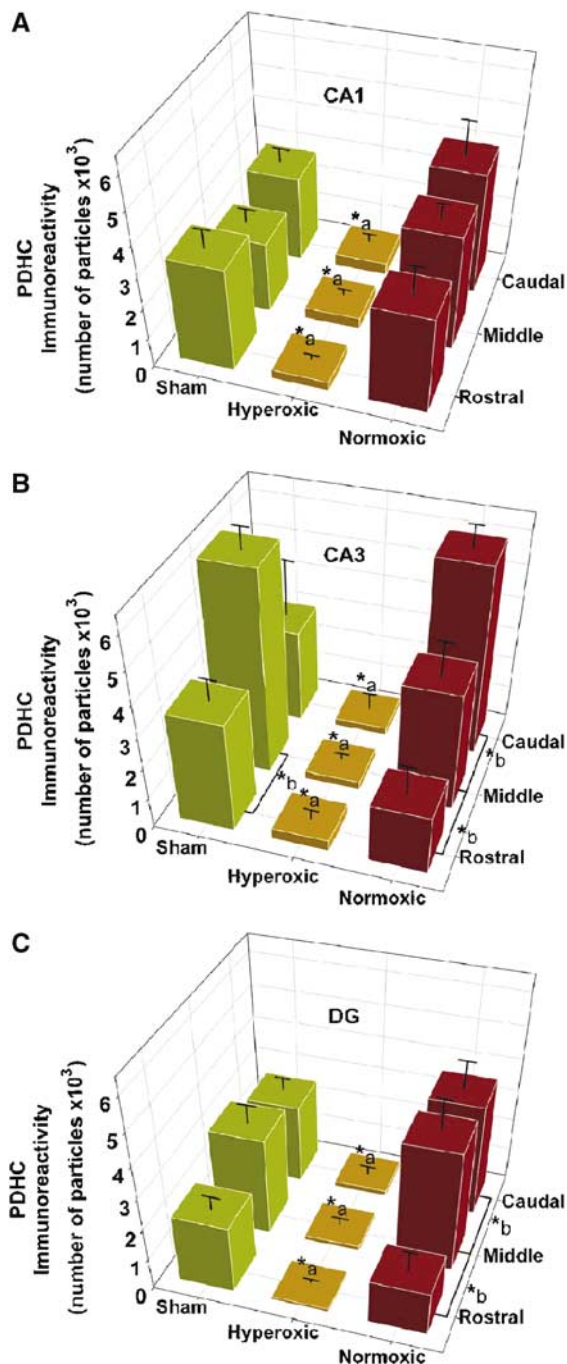 A
CA1
PDHC
Immunoreactivity
(number of particles x10³)
6
5
4
3
2
1
0
*a
*a
*a
Sham
Hyperoxic
Normoxic
Caudal
Middle
Rostral
B
CA3
PDHC
Immunoreactivity
(number of particles x10³)
6
5
4
3
2
1
0
*a
*a
*b
*a
*b
*b
Sham
Hyperoxic
Normoxic
Caudal
Middle
Rostral
C
DG
PDHC
Immunoreactivity
(number of particles x10³)
6
5
4
3
2
1
0
*a
*a
*a
*b
*b
Sham
Hyperoxic
Normoxic
Caudal
Middle
Rostral